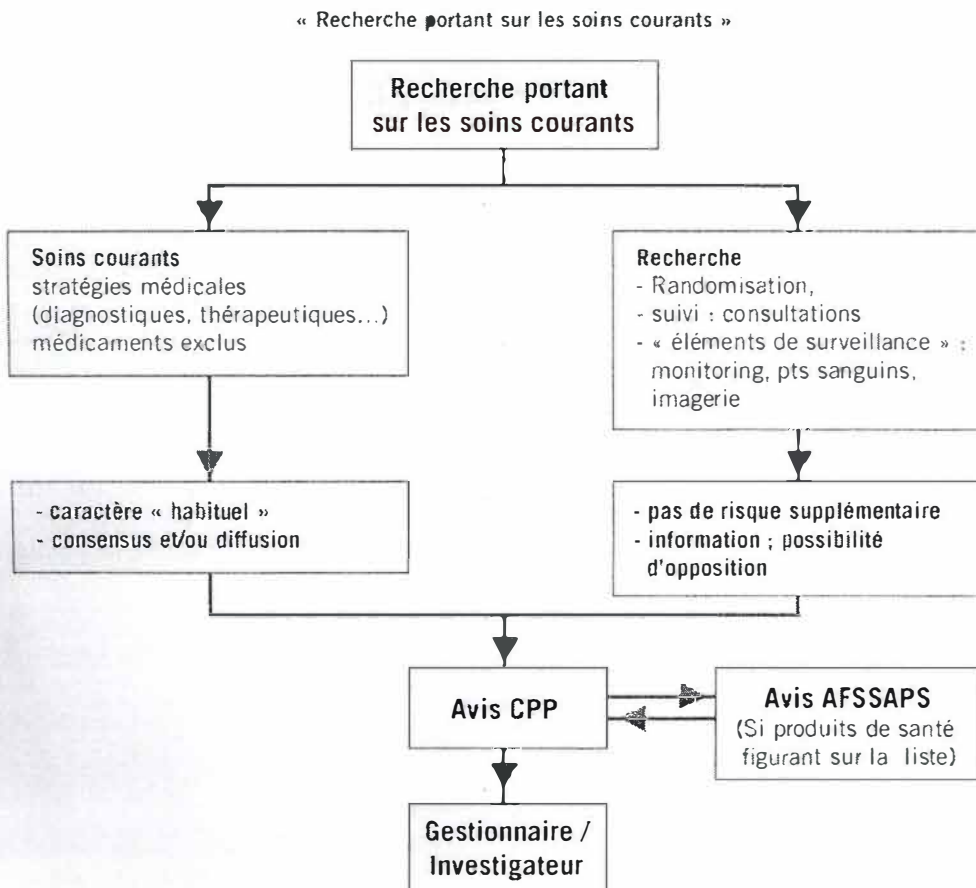 « Recherche portant sur les soins courants »
Recherche portant
sur les soins courants
Soins courants
stratégies médicales
(diagnostiques, thérapeutiques...)
médicaments exclus
Recherche
- Randomisation,
- suivi : consultations
- « éléments de surveillance » :
monitoring, pts sanguins,
imagerie
- caractère « habituel »
- consensus et/ou diffusion
- pas de risque supplémentaire
- information ; possibilité
d'opposition
Avis CPP
Avis AFSSAPS
(Si produits de santé
figurant sur la liste)
Gestionnaire /
Investigateur